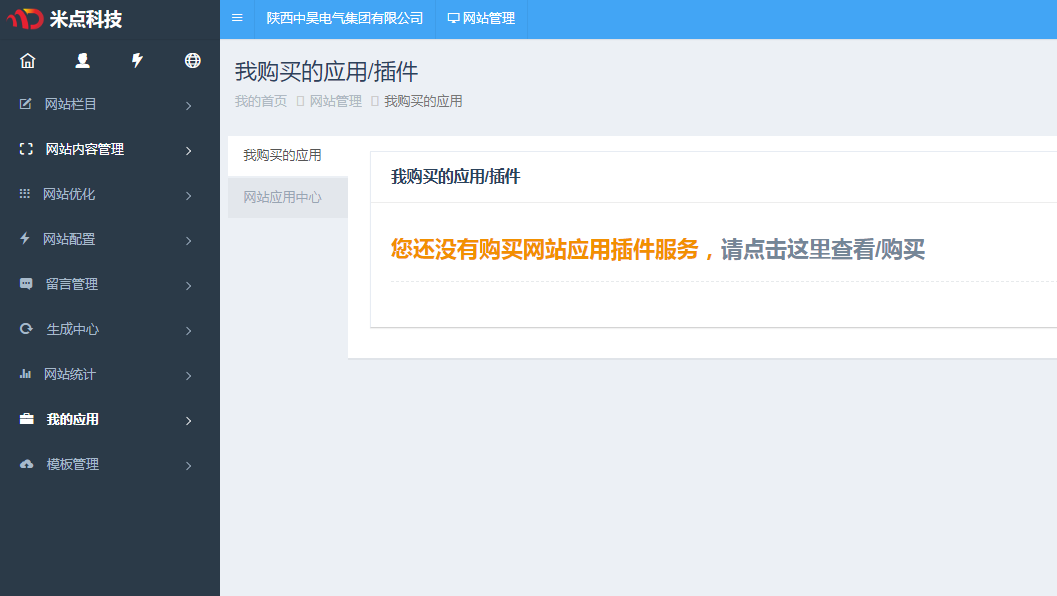 米点科技
陕西中昊电气集团有限公司
网站管理
网站栏目
网站内容管理
网站优化
网站配置
留言管理
生成中心
网站统计
我的应用
模板管理
我购买的应用/插件
我的首页 网站管理 我购买的应用
我购买的应用
网站应用中心
我购买的应用/插件
您还没有购买网站应用插件服务，请点击这里查看/购买